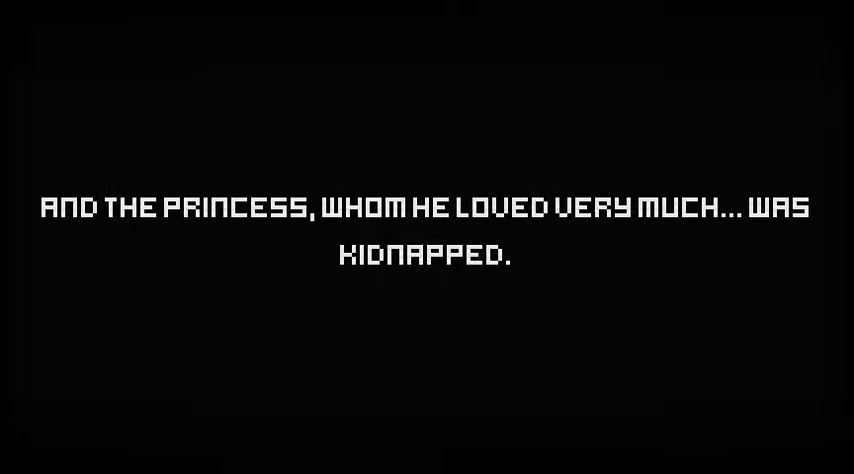 AND THE PRINCESS, WHOM HE LOVED VERY MUCH... WAS
KIDNAPPED.